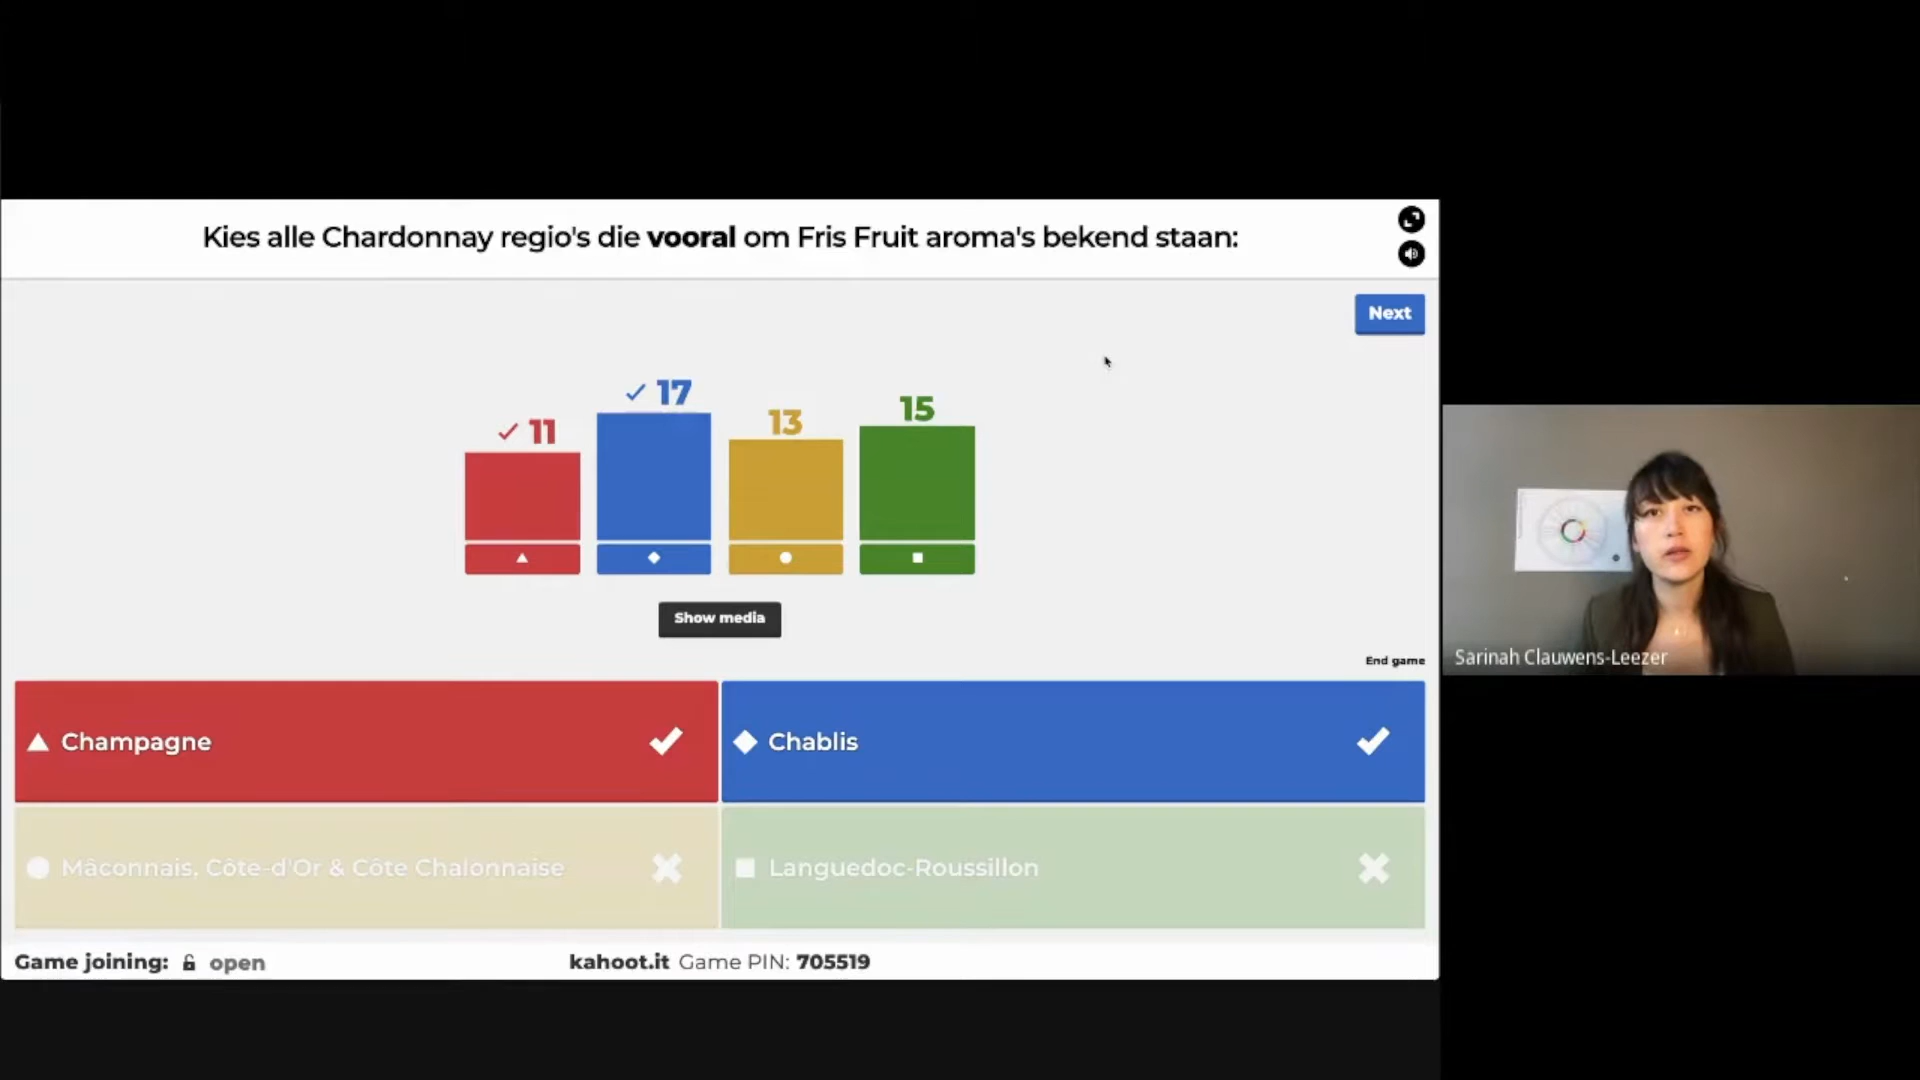 Kies alle Chardonnay regio's die vooral om Fris Fruit aroma's bekend staan:
Next
11
17
13
15
Show media
End game
Champagne
Chablis
Mâconnais, Côte-d'Or & Côte Chalonnaise
Languedoc-Roussillon
Game joining: open
kahoot.it Game PIN: 705519
Sarinah Clauwens-Leezer